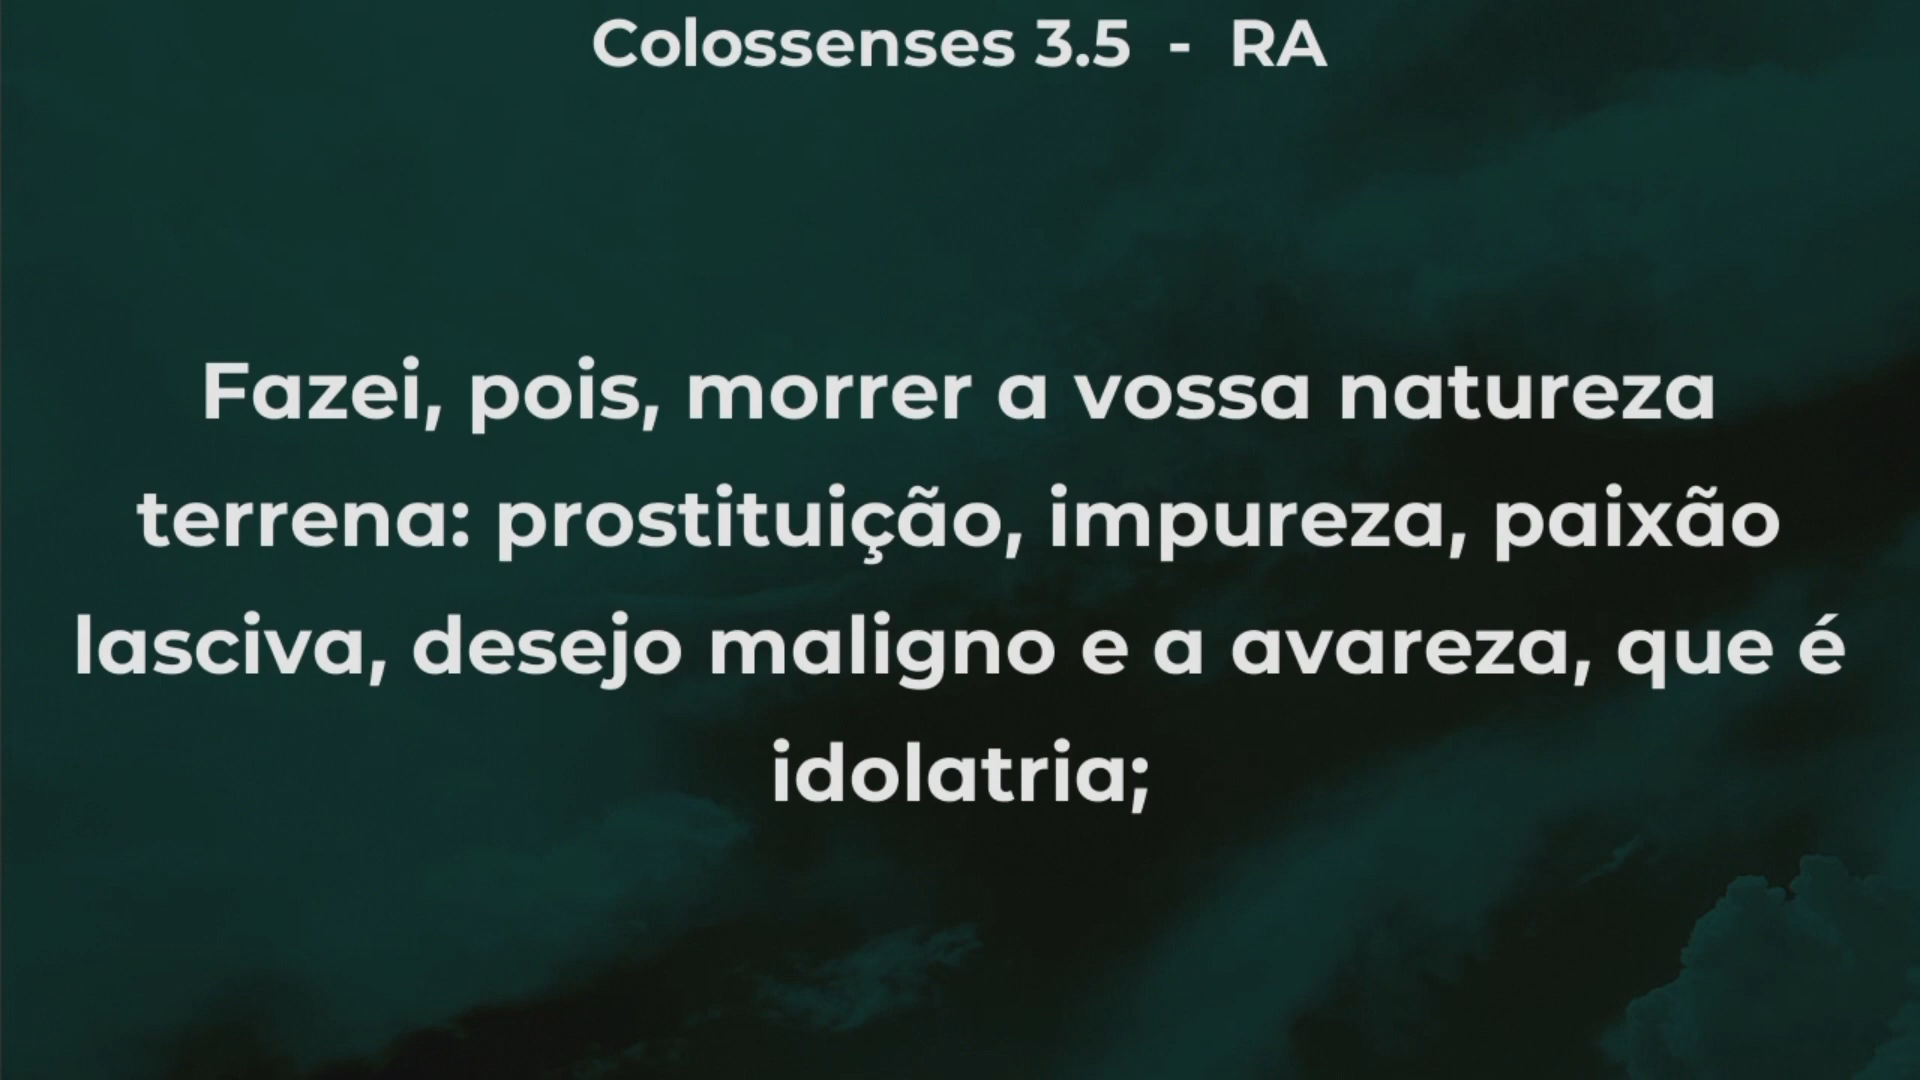 Colossenses 3.5 - RA
Fazei, pois, morrer a vossa natureza
terrena: prostituição, impureza, paixão
lasciva, desejo maligno e a avareza, que é
idolatria;